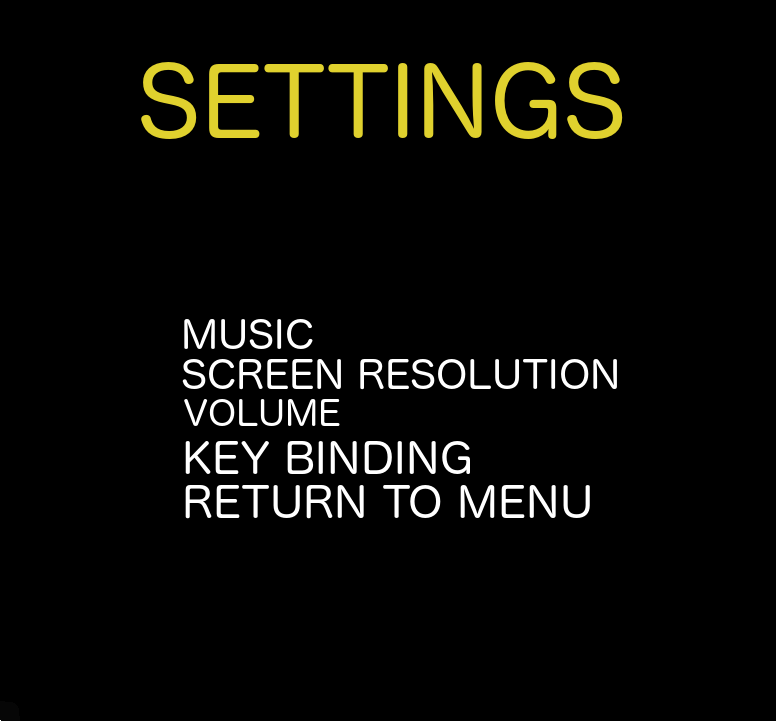 SETTINGS
MUSIC
SCREEN RESOLUTION
VOLUME
KEY BINDING
RETURN TO MENU